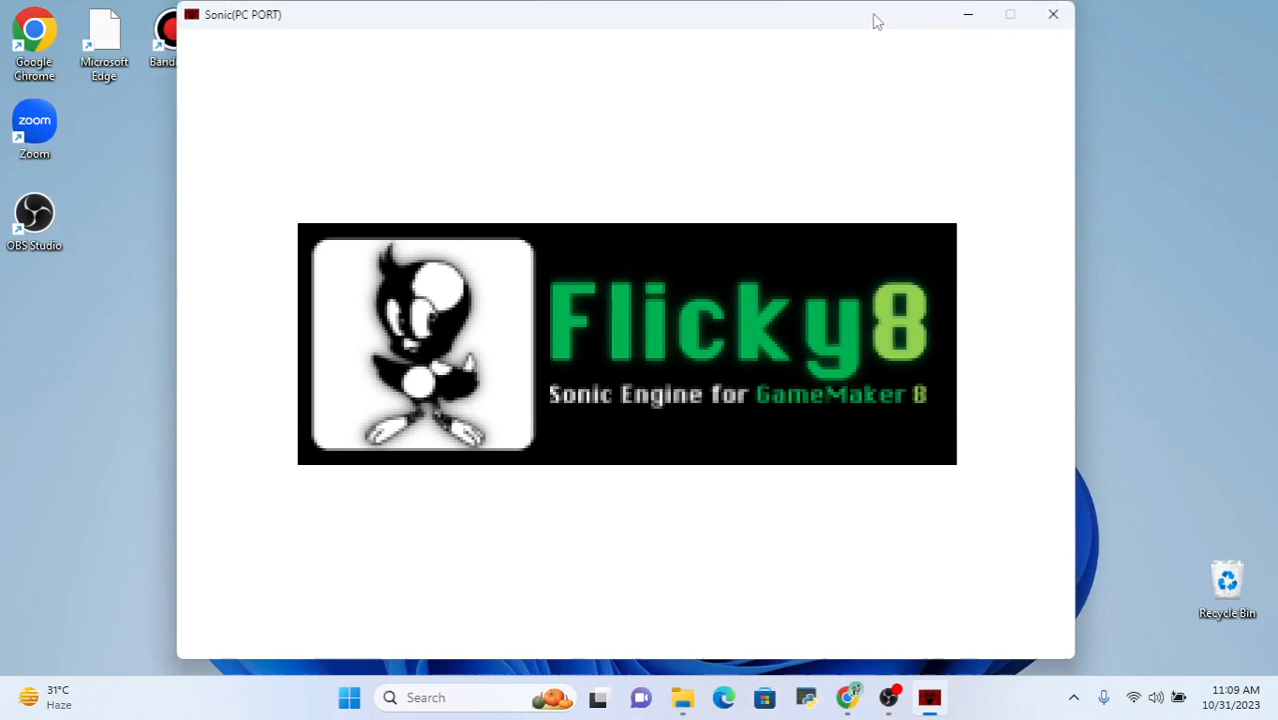 Sonic(PC PORT)
Google
Chrome
Microsoft
Edge
Band
zoom
Zoom
OBS Studio
Flicky8
Sonic Engine for GameMaker 8
Recycle Bin
31°C
Haze
Search
11:09 AM
10/31/2023